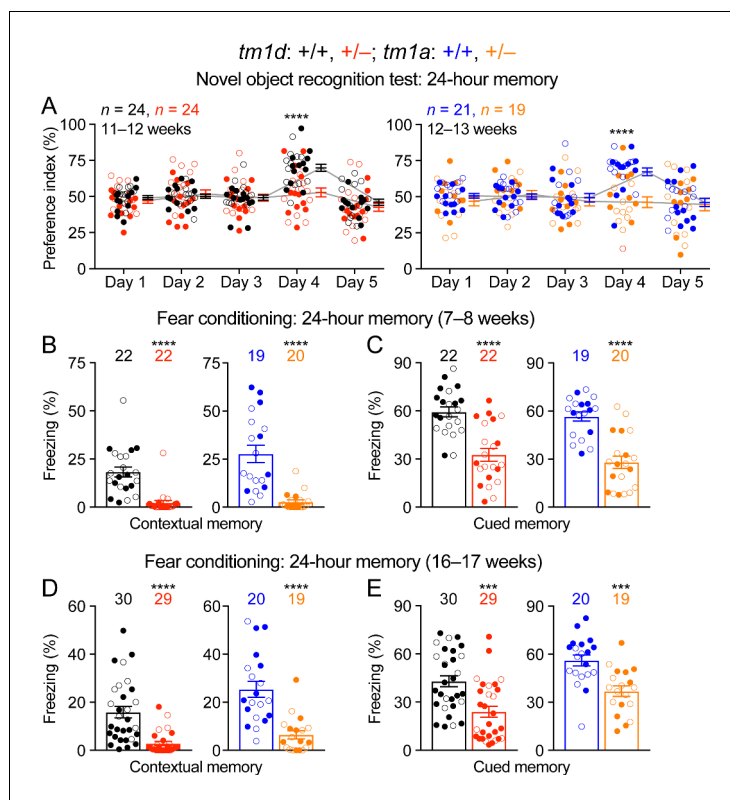 tm1d: +/+, +/–; tm1a: +/+, +/–
Novel object recognition test: 24-hour memory
A
n = 24, n = 24
11–12 weeks
****
Preference index (%)
100
75
50
25
0
Day 1 Day 2 Day 3 Day 4 Day 5
n = 21, n = 19
12–13 weeks
****
100
75
50
25
0
Day 1 Day 2 Day 3 Day 4 Day 5
Fear conditioning: 24-hour memory (7–8 weeks)
B
****
22 22
Freezing (%)
75
50
25
0
****
19 20
75
50
25
0
Contextual memory
C
****
22 22
Freezing (%)
90
60
30
0
****
19 20
90
60
30
0
Cued memory
Fear conditioning: 24-hour memory (16–17 weeks)
D
****
30 29
Freezing (%)
60
40
20
0
****
20 19
60
40
20
0
Contextual memory
E
***
30 29
Freezing (%)
90
60
30
0
***
20 19
90
60
30
0
Cued memory